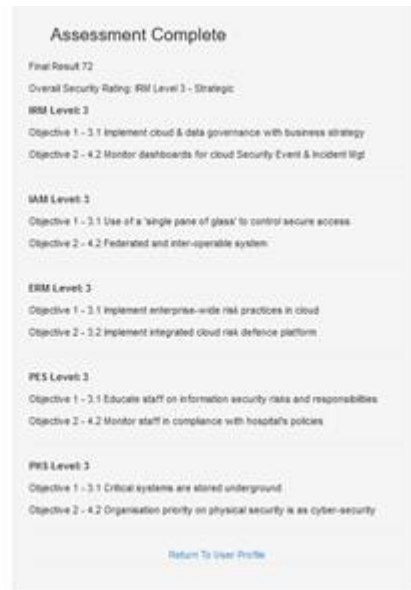 Assessment Complete
Final Result 72
Overall Security Rating: IRM Level 3 - Strategic
IRM Level: 3
Objective 1 - 3.1 Implement cloud & data governance with business strategy
Objective 2 - 4.2 Monitor dashboards for cloud Security Event & Incident Mgt
IAM Level: 3
Objective 1 - 3.1 Use of a 'single pane of glass' to control secure access
Objective 2 - 4.2 Federated and inter-operable system
ERM Level: 3
Objective 1 - 3.1 Implement enterprise-wide risk practices in cloud
Objective 2 - 3.2 Implement integrated cloud risk defence platform
PES Level: 3
Objective 1 - 3.1 Educate staff on information security risks and responsibilities
Objective 2 - 4.2 Monitor staff in compliance with hospital's policies
PHS Level: 3
Objective 1 - 3.1 Critical systems are stored underground
Objective 2 - 4.2 Organisation priority on physical security is as cyber-security
Return To User Profile